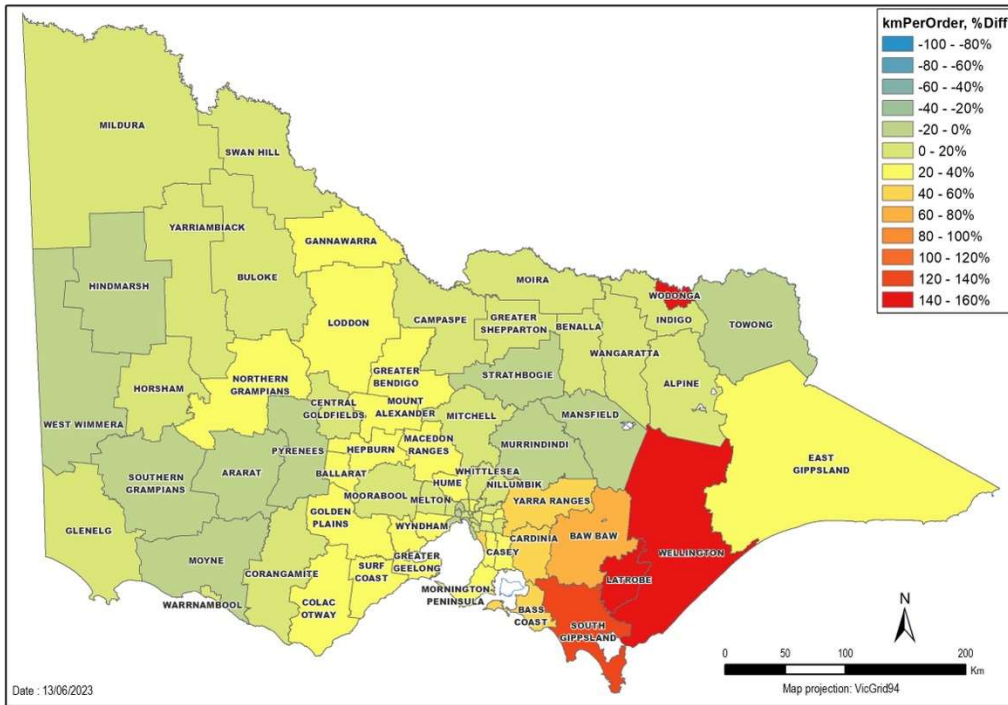 kmPerOrder, %Diff
-100 - -80%
-80 - -60%
-60 - -40%
-40 - -20%
-20 - 0%
0 - 20%
20 - 40%
40 - 60%
60 - 80%
80 - 100%
100 - 120%
120 - 140%
140 - 160%
MILDURA
SWAN HILL
YARRIAMBIACK
GANNAWARRA
HINDMARSH
BULOKE
LODDON
CAMPASPE
MOIRA
GREATER
SHEPPARTON
BENALLA
WODONGA
INDIGO
TOWONG
WANGARATTA
ALPINE
HORSHAM
NORTHERN
GRAMPIANS
GREATER
BENDIGO
STRATHBOGIE
CENTRAL
GOLDFIELDS
MOUNT
ALEXANDER
MITCHELL
MANSFIELD
WEST WIMMERA
MURRINDINDI
EAST
GIPPSLAND
SOUTHERN
GRAMPIANS
ARARAT
PYRENEES
HEPBURN
MACEDON
RANGES
BALLARAT
WHITTLESEA
HUME
NILLUMBIK
MOORABOOL
MELTON
YARRA RANGES
GLENELG
GOLDEN
PLAINS
WYNDHAM
CARDINIA
BAW BAW
WELLINGTON
MOYNE
CORANGAMITE
GREATER
GEELONG
CASEY
SURF
COAST
LATROBE
WARRNAMBOOL
COLAC
OTWAY
MORNINGTON
PENINSULA
BASS
COAST
SOUTH
GIPPSLAND
N
0 50 100 200
Km
Map projection: VicGrid94
Date : 13/06/2023